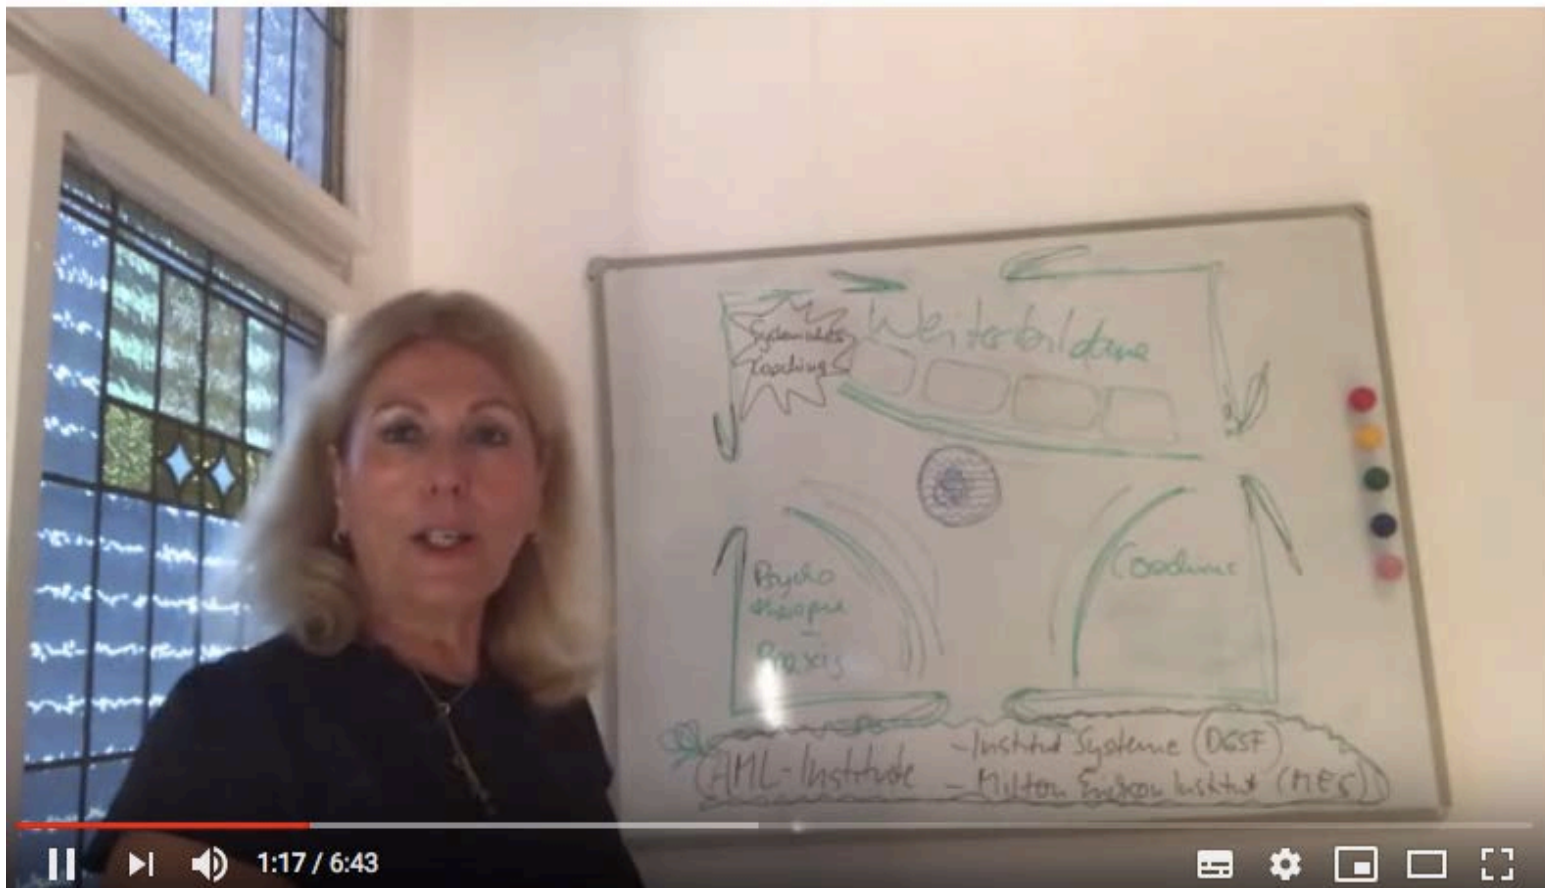 Weiterbildung
Systemisches
Coaching
Psycho
therapie
-
Praxis
Coaching
AML-Institute
- Institut Systeme (DGSF)
- Milton Erickson Institut (MEG)
1:17 / 6:43